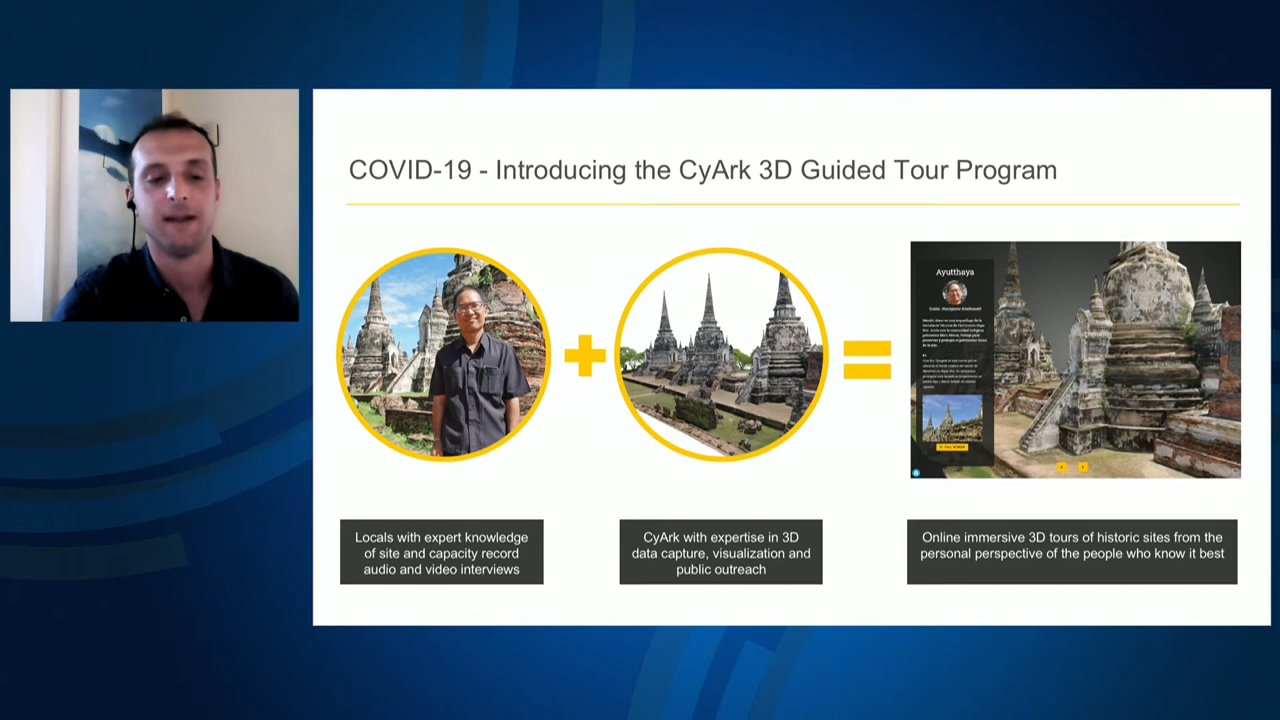 COVID-19 - Introducing the CyArk 3D Guided Tour Program
Ayutthaya
Locals with expert knowledge
of site and capacity record
audio and video interviews
CyArk with expertise in 3D
data capture, visualization and
public outreach
Online immersive 3D tours of historic sites from the
personal perspective of the people who know it best